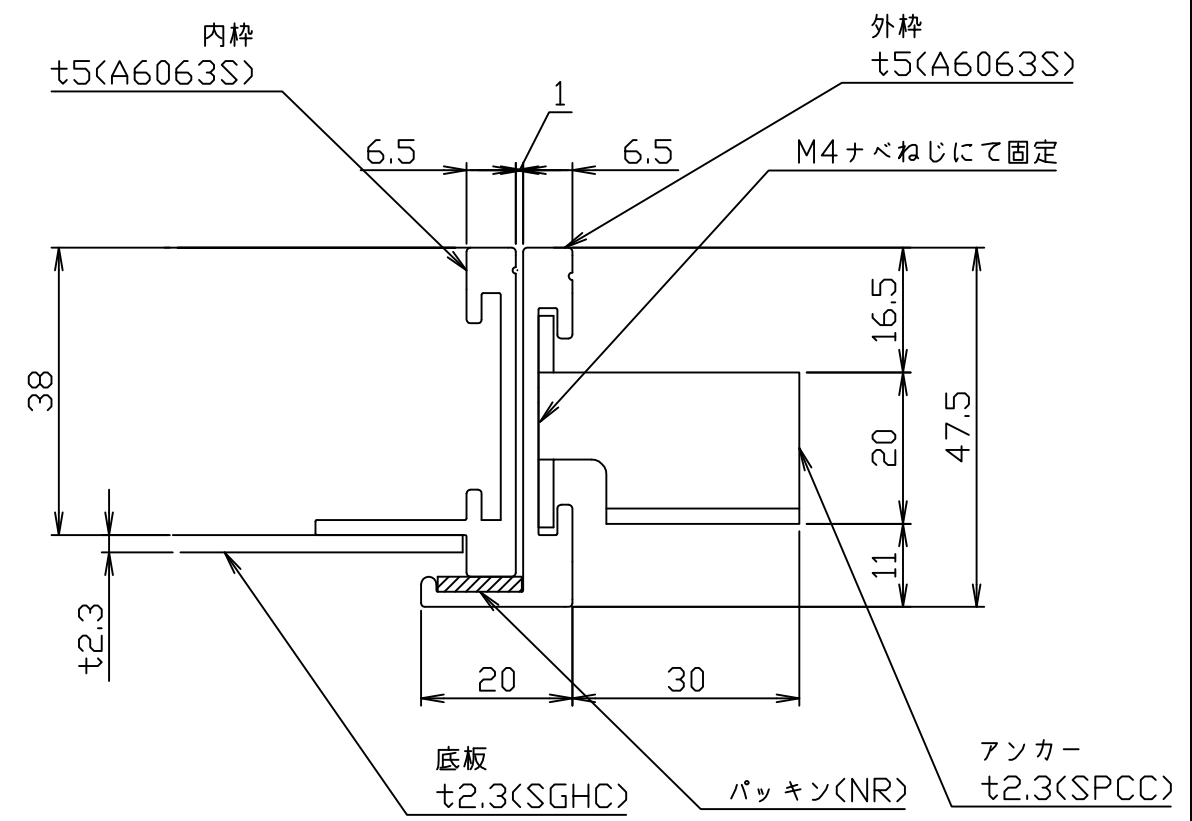 内枠
t5(A6063S)
外枠
t5(A6063S)
1
6.5
6.5
M4ナベねじにて固定
16.5
38
20
47.5
11
t2.3
20
30
底板
t2.3(SGHC)
パッキン(NR)
アンカー
t2.3(SPCC)